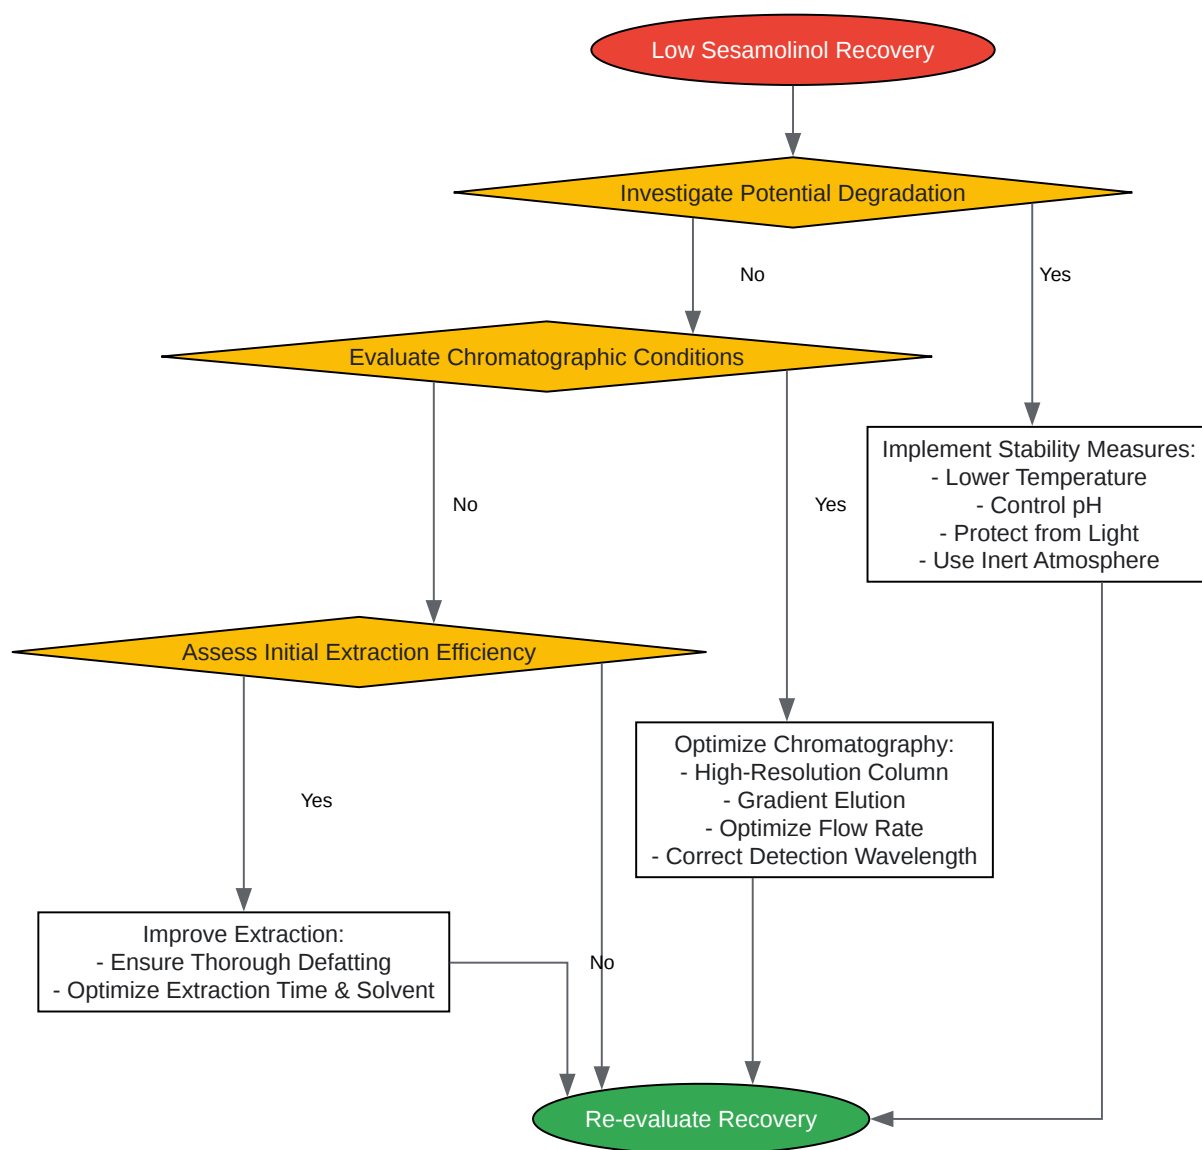 Low Sesamolinol Recovery
Investigate Potential Degradation
No
Yes
Evaluate Chromatographic Conditions
Implement Stability Measures:
- Lower Temperature
- Control pH
- Protect from Light
- Use Inert Atmosphere
No
Yes
Assess Initial Extraction Efficiency
Optimize Chromatography:
- High-Resolution Column
- Gradient Elution
- Optimize Flow Rate
- Correct Detection Wavelength
Yes
Improve Extraction:
- Ensure Thorough Defatting
- Optimize Extraction Time & Solvent
No
Re-evaluate Recovery